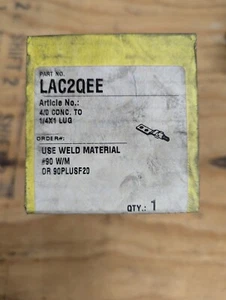 PART NO.
LAC2QEE
Article No.:
4/0 CONC. TO
1/4X1 LUG
ORDER#:
USE WELD MATERIAL
#90 W/M
OR 90PLUSF20
QTY.: 1